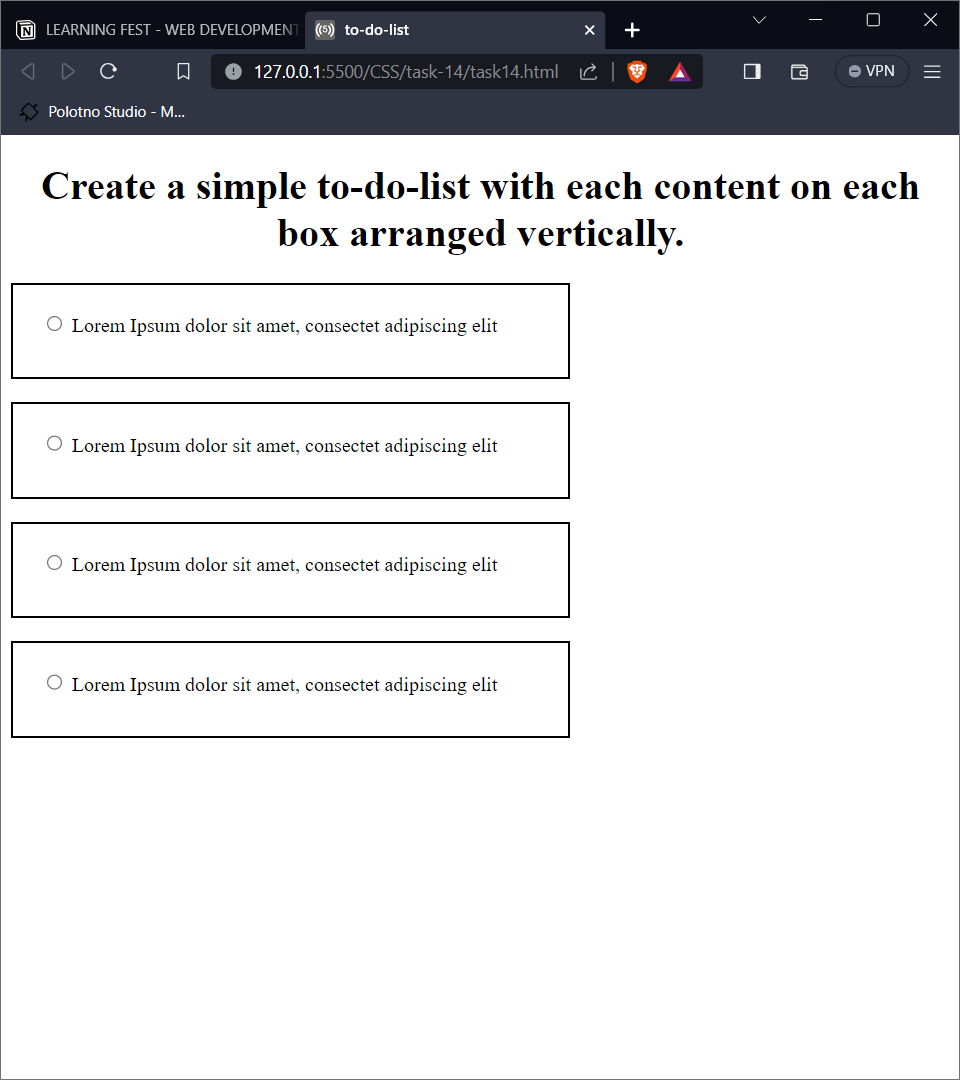 LEARNING FEST - WEB DEVELOPMENT
to-do-list
127.0.0.1:5500/CSS/task-14/task14.html
VPN
Polotno Studio - M...
Create a simple to-do-list with each content on each
box arranged vertically.
Lorem Ipsum dolor sit amet, consectet adipiscing elit
Lorem Ipsum dolor sit amet, consectet adipiscing elit
Lorem Ipsum dolor sit amet, consectet adipiscing elit
Lorem Ipsum dolor sit amet, consectet adipiscing elit